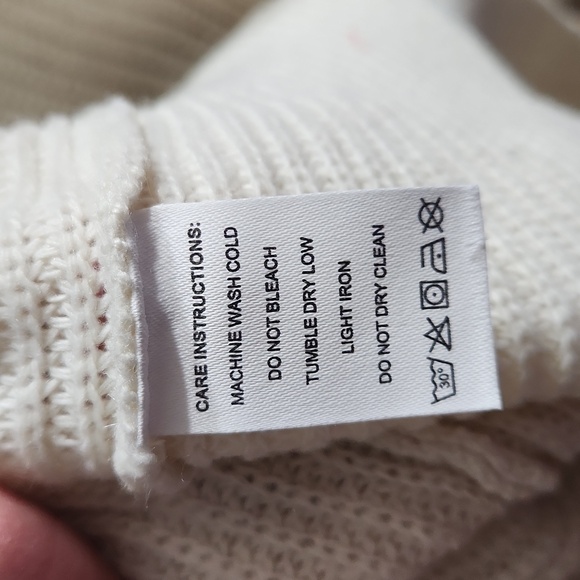 CARE INSTRUCTIONS:
MACHINE WASH COLD
DO NOT BLEACH
TUMBLE DRY LOW
LIGHT IRON
DO NOT DRY CLEAN
30°